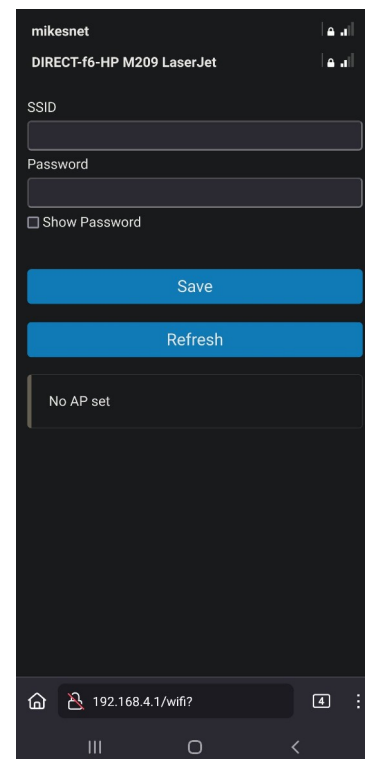 mikesnet
DIRECT-f6-HP M209 LaserJet
SSID
Password
Show Password
Save
Refresh
No AP set
192.168.4.1/wifi?
4